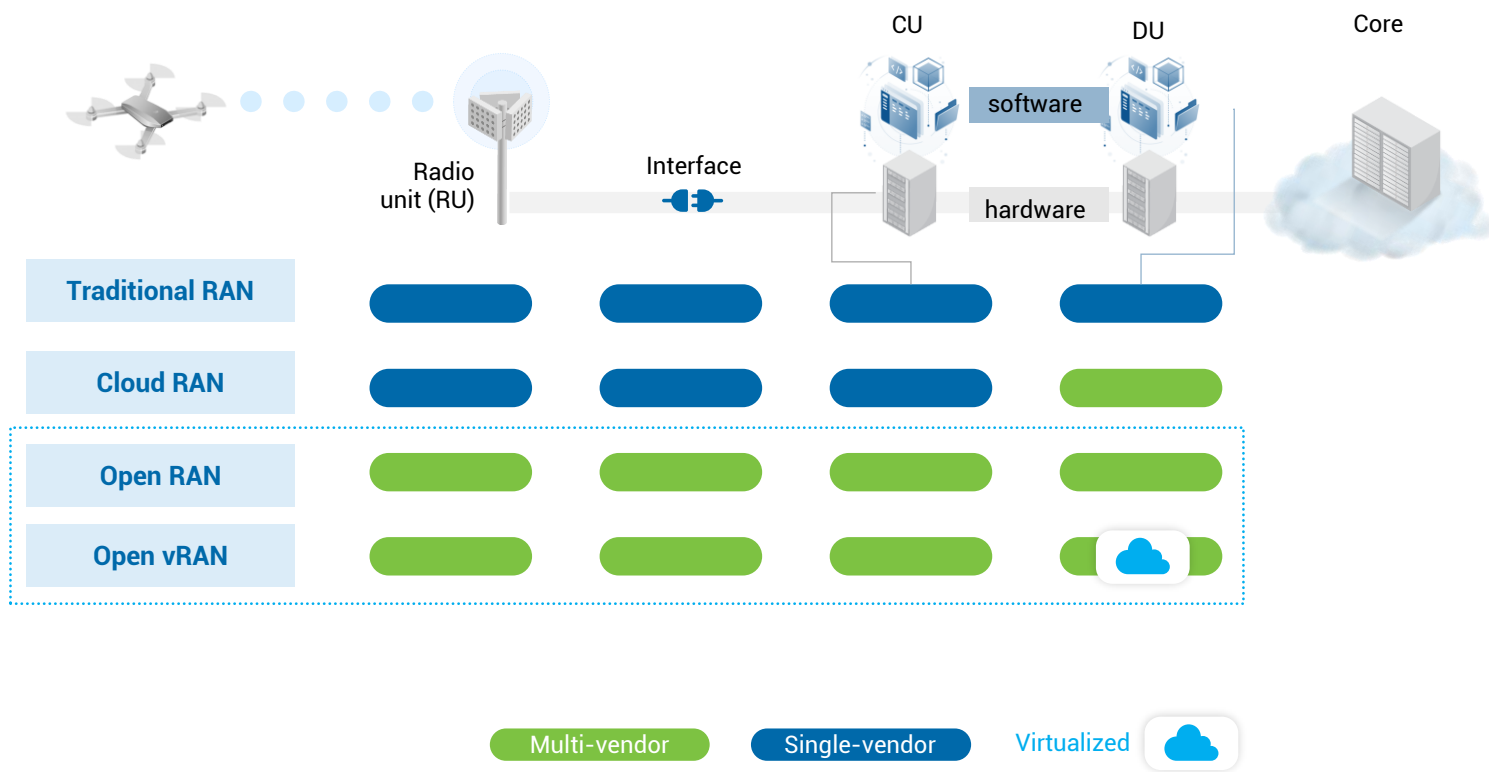 CU
DU
Core
software
Radio
unit (RU)
Interface
hardware
Traditional RAN
Cloud RAN
Open RAN
Open vRAN
Multi-vendor
Single-vendor
Virtualized